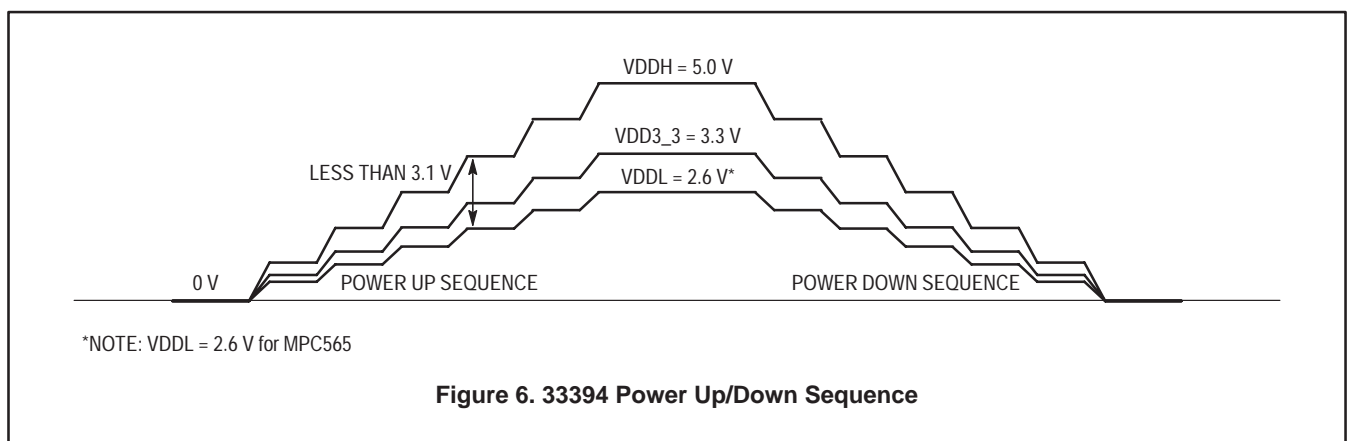 VDDH = 5.0 V
VDD3_3 = 3.3 V
LESS THAN 3.1 V
VDDL = 2.6 V*
0 V
POWER UP SEQUENCE
POWER DOWN SEQUENCE
*NOTE: VDDL = 2.6 V for MPC565
Figure 6. 33394 Power Up/Down Sequence